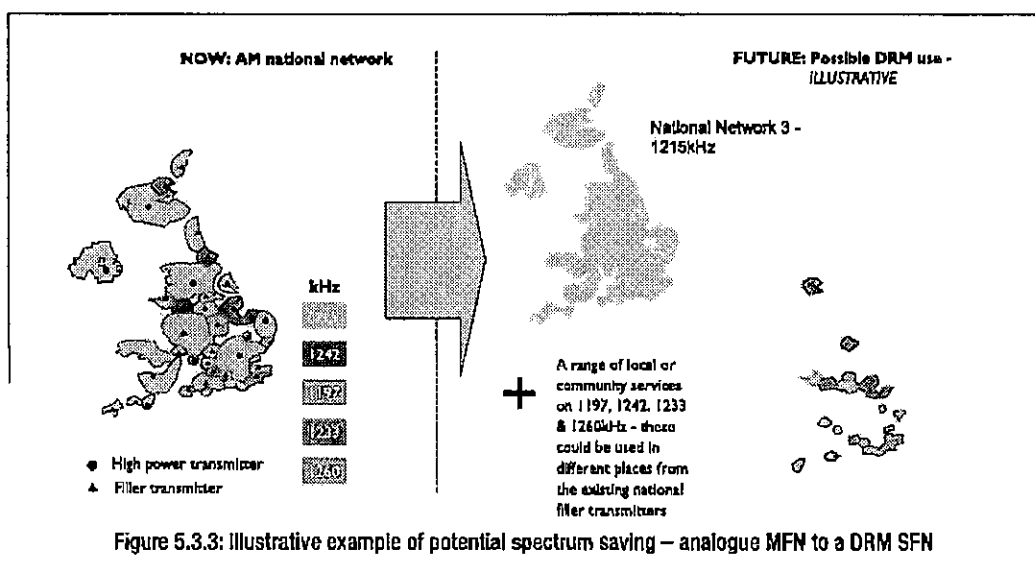 NOW: AM national network
FUTURE: Possible DRM use -
ILLUSTRATIVE
National Network 3 -
1215kHz
kHz
1242
1197
1233
1260
High power transmitter
Filler transmitter
+
A range of local or
community services
on 1197, 1242, 1233
& 1260kHz - these
could be used in
different places from
the existing national
filler transmitters
Figure 5.3.3: Illustrative example of potential spectrum saving – analogue MFN to a DRM SFN